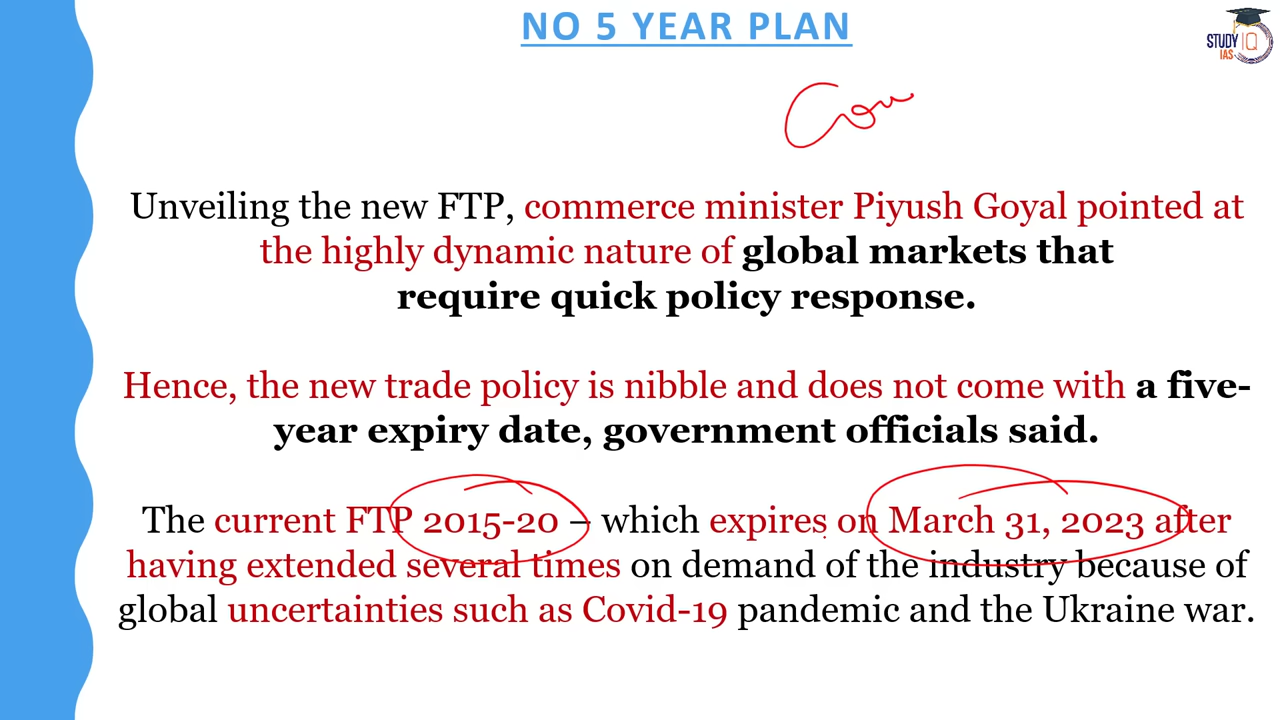 NO 5 YEAR PLAN
STUDY IQ
IAS
Unveiling the new FTP, commerce minister Piyush Goyal pointed at
the highly dynamic nature of global markets that
require quick policy response.
Hence, the new trade policy is nibble and does not come with a five-
year expiry date, government officials said.
The current FTP 2015-20 – which expires on March 31, 2023 after
having extended several times on demand of the industry because of
global uncertainties such as Covid-19 pandemic and the Ukraine war.